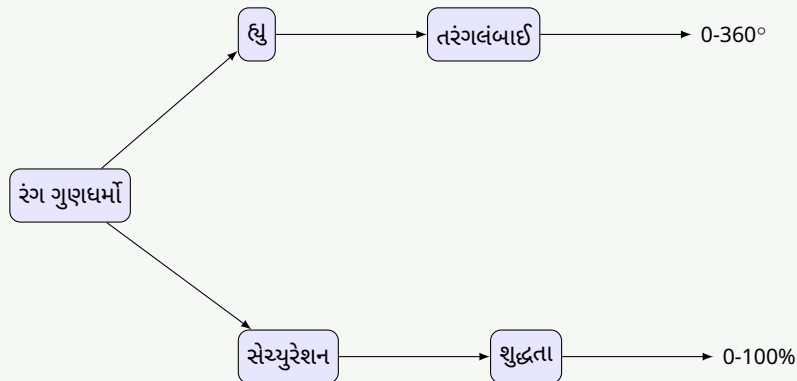 હ્યુ
તરંગલંબાઈ
0-360°
રંગ ગુણધર્મો
સેચ્યુરેશન
શુદ્ધતા
0-100%